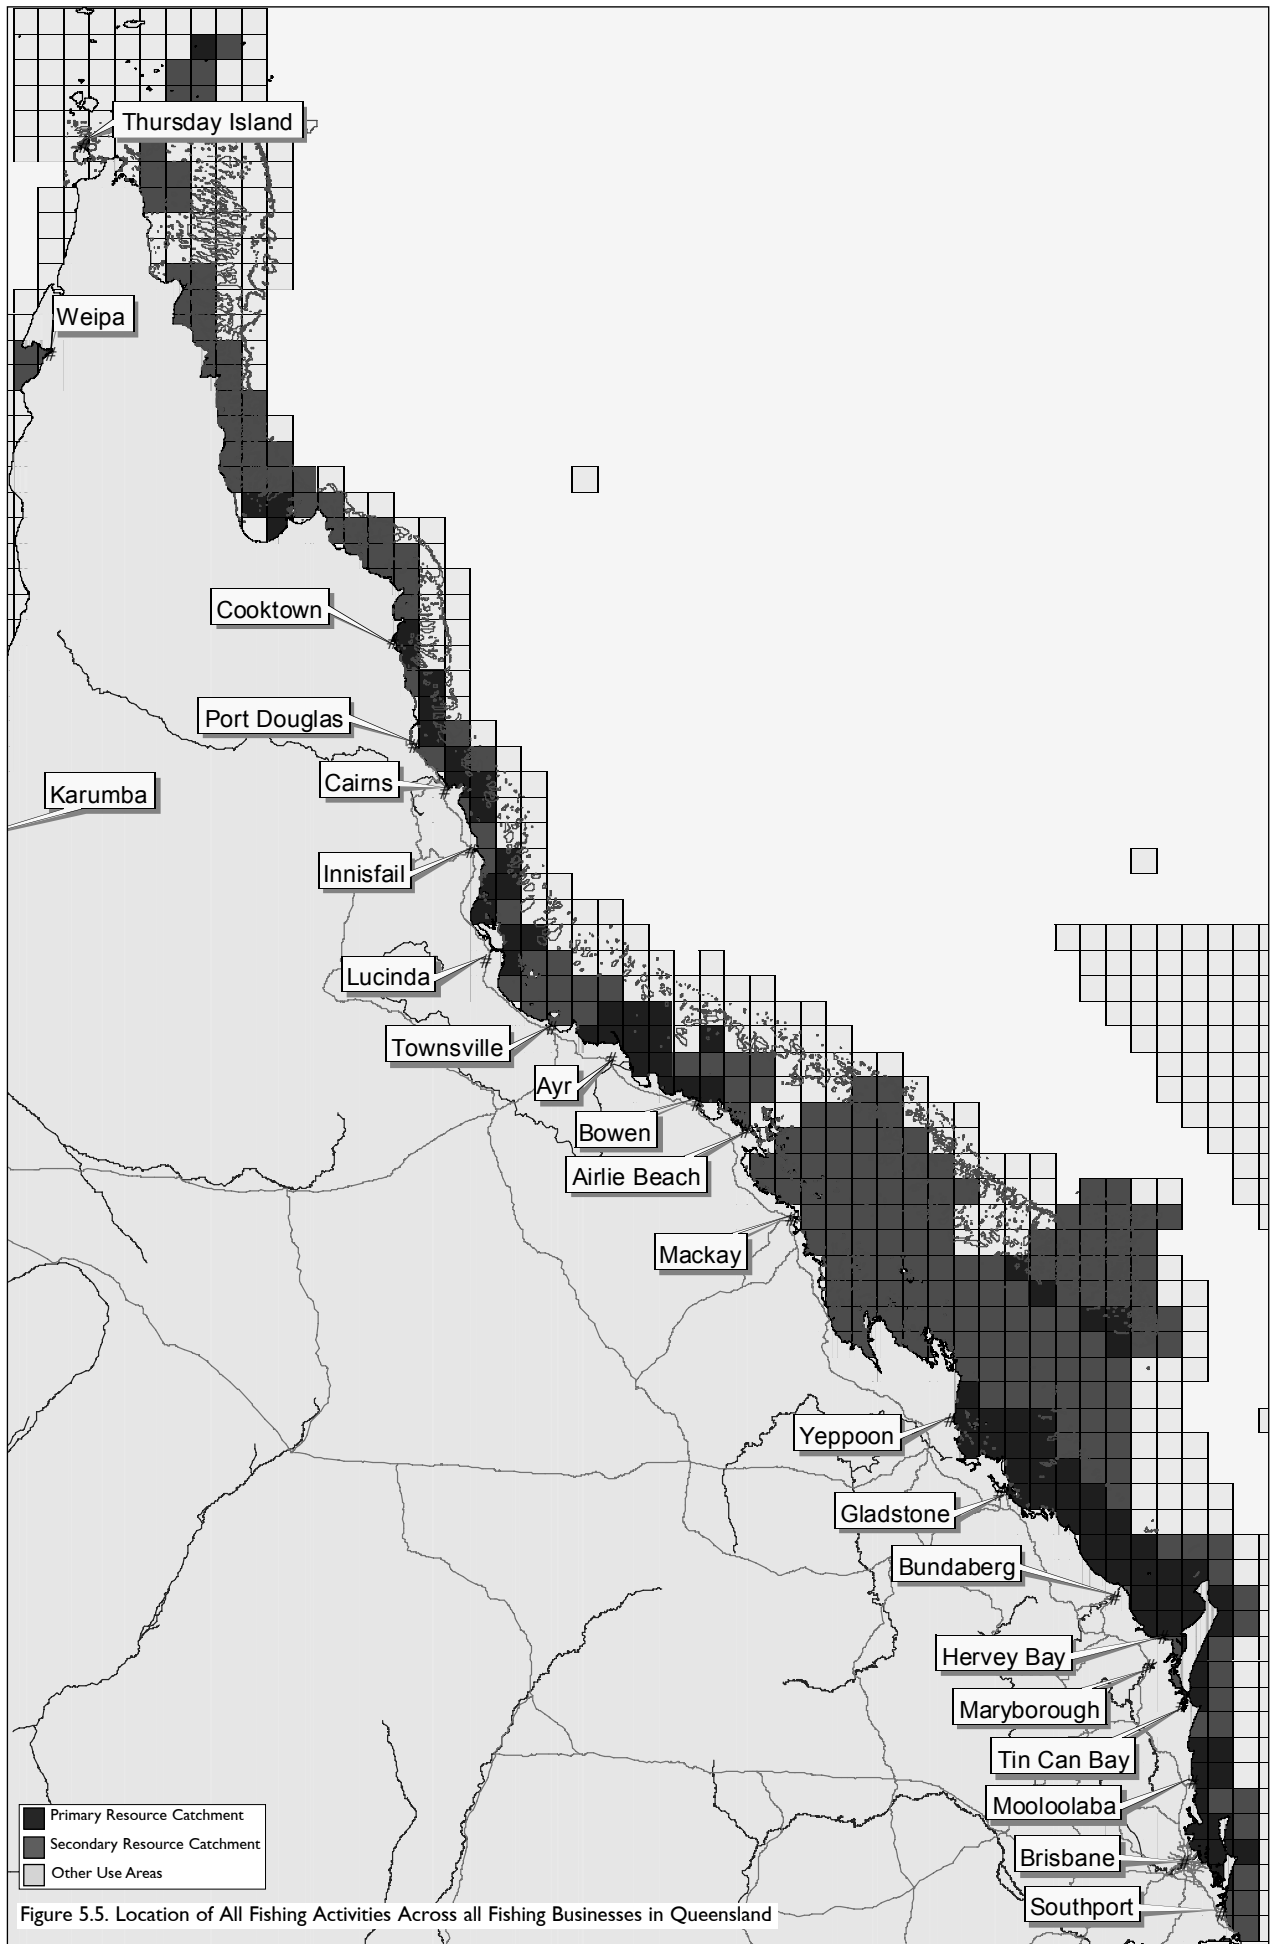 Thursday Island
Weipa
Cooktown
Port Douglas
Cairns
Karumba
Innisfail
Lucinda
Townsville
Ayr
Bowen
Airlie Beach
Mackay
Yeppoon
Gladstone
Bundaberg
Hervey Bay
Maryborough
Tin Can Bay
Mooloolaba
Brisbane
Southport
Primary Resource Catchment
Secondary Resource Catchment
Other Use Areas
Figure 5.5. Location of All Fishing Activities Across all Fishing Businesses in Queensland